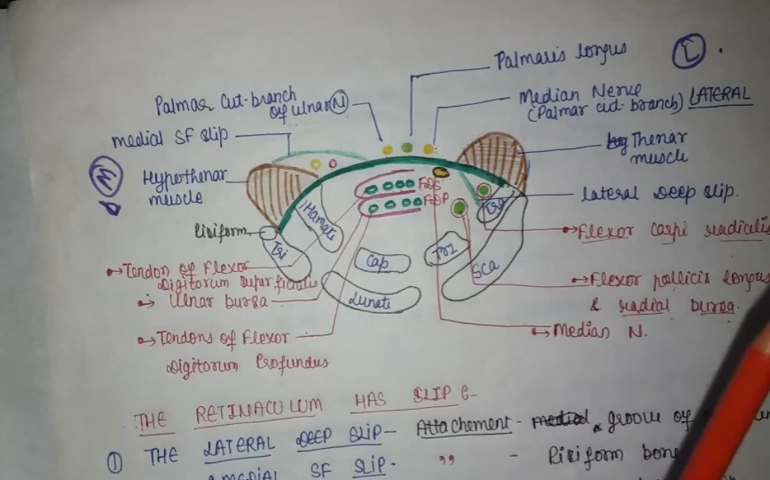 Palmaris longus
L
Palmar cut. branch
of ulnar N
Median Nerve
(Palmar cut. branch) LATERAL
medial SF slip
Thenar
muscle
Hypothenar
muscle
lateral Deep slip.
FDS
FDP
Hamate
Pisiform
Tri
Cap
Lunate
Sca
Flexor carpi radialis
Tendon of Flexor
Digitorum superficialis
Ulnar bursa
Flexor pollicis longus
& radial bursa.
Median N.
Tendons of Flexor
Digitorum Profundus
THE RETINACULUM HAS SLIPS-
① THE LATERAL DEEP SLIP- Attachement - medial & groove of
MEDIAL SF SLIP- " - Pisiform bone